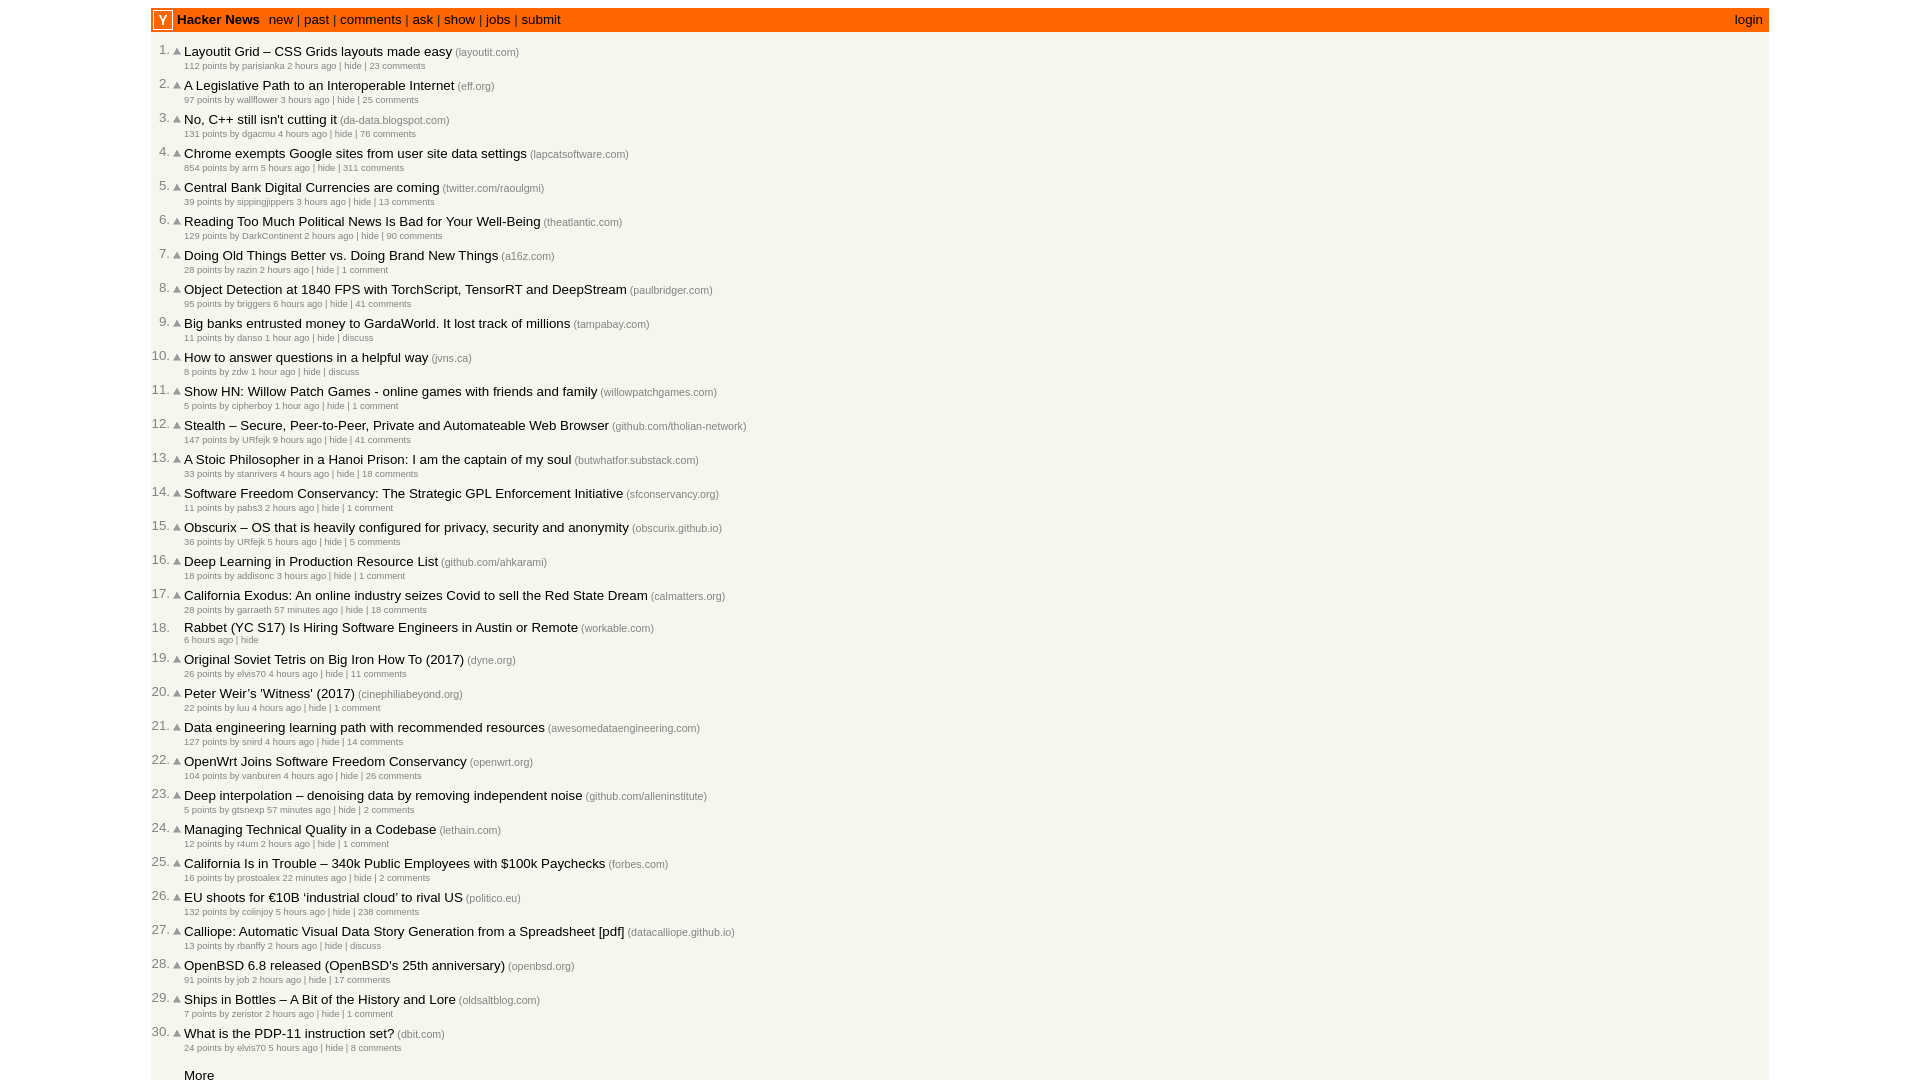 Y Hacker News new | past | comments | ask | show | jobs | submit login
1. Layoutit Grid – CSS Grids layouts made easy (layoutit.com)
112 points by parisianka 2 hours ago | hide | 23 comments
2. A Legislative Path to an Interoperable Internet (eff.org)
97 points by wallflower 3 hours ago | hide | 25 comments
3. No, C++ still isn't cutting it (da-data.blogspot.com)
131 points by dgacmu 4 hours ago | hide | 76 comments
4. Chrome exempts Google sites from user site data settings (lapcatsoftware.com)
854 points by arm 5 hours ago | hide | 311 comments
5. Central Bank Digital Currencies are coming (twitter.com/raoulgmi)
39 points by sippingjippers 3 hours ago | hide | 13 comments
6. Reading Too Much Political News Is Bad for Your Well-Being (theatlantic.com)
129 points by DarkContinent 2 hours ago | hide | 90 comments
7. Doing Old Things Better vs. Doing Brand New Things (a16z.com)
28 points by razin 2 hours ago | hide | 1 comment
8. Object Detection at 1840 FPS with TorchScript, TensorRT and DeepStream (paulbridger.com)
95 points by briggers 6 hours ago | hide | 41 comments
9. Big banks entrusted money to GardaWorld. It lost track of millions (tampabay.com)
11 points by danso 1 hour ago | hide | discuss
10. How to answer questions in a helpful way (jvns.ca)
8 points by zdw 1 hour ago | hide | discuss
11. Show HN: Willow Patch Games - online games with friends and family (willowpatchgames.com)
5 points by cipherboy 1 hour ago | hide | 1 comment
12. Stealth – Secure, Peer-to-Peer, Private and Automateable Web Browser (github.com/tholian-network)
147 points by URfejk 9 hours ago | hide | 41 comments
13. A Stoic Philosopher in a Hanoi Prison: I am the captain of my soul (butwhatfor.substack.com)
33 points by stanrivers 4 hours ago | hide | 18 comments
14. Software Freedom Conservancy: The Strategic GPL Enforcement Initiative (sfconservancy.org)
11 points by pabs3 2 hours ago | hide | 1 comment
15. Obscurix – OS that is heavily configured for privacy, security and anonymity (obscurix.github.io)
36 points by URfejk 5 hours ago | hide | 5 comments
16. Deep Learning in Production Resource List (github.com/ahkarami)
18 points by addisonc 3 hours ago | hide | 1 comment
17. California Exodus: An online industry seizes Covid to sell the Red State Dream (calmatters.org)
28 points by garraeth 57 minutes ago | hide | 18 comments
18. Rabbet (YC S17) Is Hiring Software Engineers in Austin or Remote (workable.com)
6 hours ago | hide
19. Original Soviet Tetris on Big Iron How To (2017) (dyne.org)
26 points by elvis70 4 hours ago | hide | 11 comments
20. Peter Weir’s 'Witness' (2017) (cinephiliabeyond.org)
22 points by luu 4 hours ago | hide | 1 comment
21. Data engineering learning path with recommended resources (awesomedataengineering.com)
127 points by snird 4 hours ago | hide | 14 comments
22. OpenWrt Joins Software Freedom Conservancy (openwrt.org)
104 points by vanburen 4 hours ago | hide | 26 comments
23. Deep interpolation – denoising data by removing independent noise (github.com/alleninstitute)
5 points by gtsnexp 57 minutes ago | hide | 2 comments
24. Managing Technical Quality in a Codebase (lethain.com)
12 points by r4um 2 hours ago | hide | 1 comment
25. California Is in Trouble – 340k Public Employees with $100k Paychecks (forbes.com)
16 points by prostoalex 22 minutes ago | hide | 2 comments
26. EU shoots for €10B ‘industrial cloud’ to rival US (politico.eu)
132 points by colinjoy 5 hours ago | hide | 238 comments
27. Calliope: Automatic Visual Data Story Generation from a Spreadsheet [pdf] (datacalliope.github.io)
13 points by rbanffy 2 hours ago | hide | discuss
28. OpenBSD 6.8 released (OpenBSD's 25th anniversary) (openbsd.org)
91 points by job 2 hours ago | hide | 17 comments
29. Ships in Bottles – A Bit of the History and Lore (oldsaltblog.com)
7 points by zeristor 2 hours ago | hide | 1 comment
30. What is the PDP-11 instruction set? (dbit.com)
24 points by elvis70 5 hours ago | hide | 8 comments
More